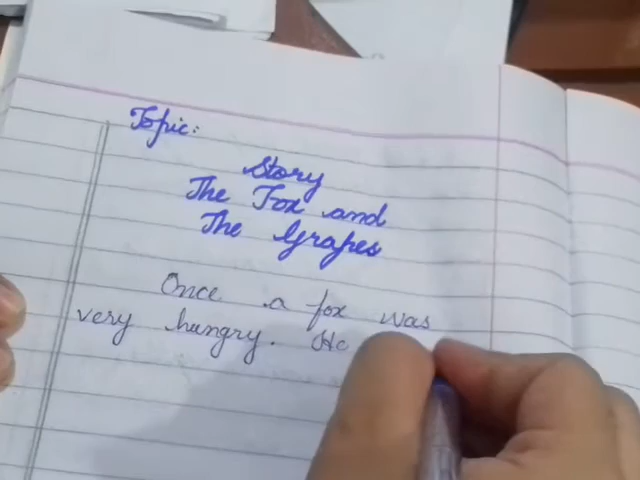 Topic:
Story
The Fox and
The Grapes
Once a fox was
very hungry. He